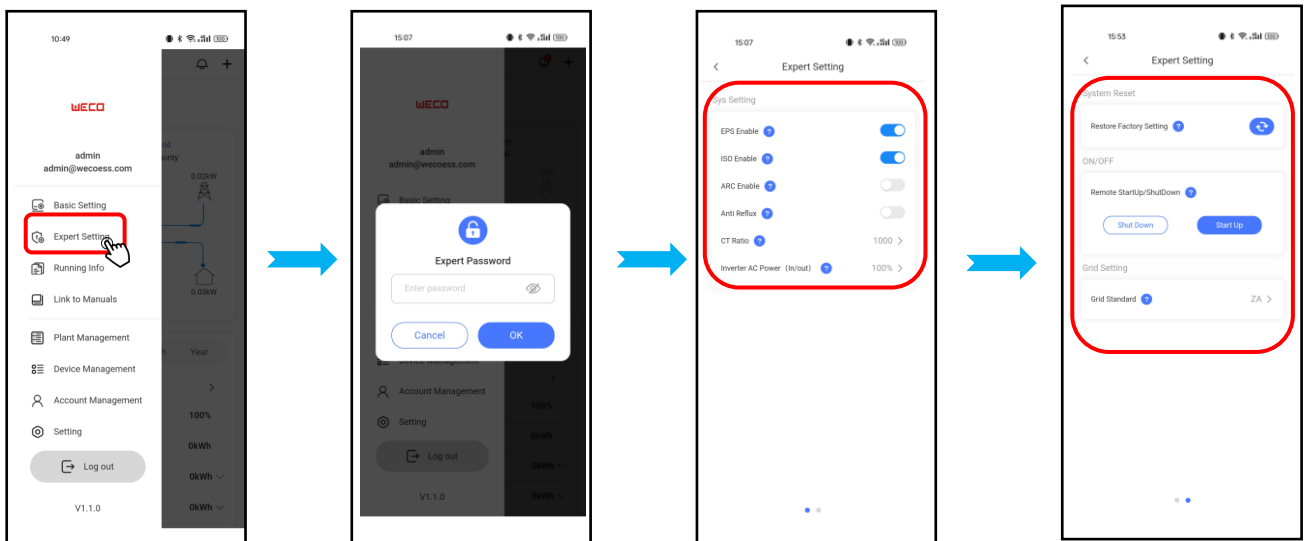 10:49
WECO
admin
admin@wecoess.com
0.02kW
Basic Setting
Expert Setting
Running Info
0.03kW
Link to Manuals
Plant Management
Year
Device Management
Account Management
100%
Setting
0kWh
Log out
0kWh
V1.1.0
0kWh
15:07
WECO
admin
admin@wecoess.com
Basic Setting
Expert Password
Enter password
Cancel
OK
Device Management
Account Management
100%
Setting
0kWh
Log out
0kWh
V1.1.0
0kWh
15:07
Expert Setting
Sys Setting
EPS Enable ?
ISO Enable ?
ARC Enable ?
Anti Reflux ?
CT Ratio ? 1000 >
Inverter AC Power (In/out) ? 100% >
15:53
Expert Setting
System Reset
Restore Factory Setting ?
ON/OFF
Remote StartUp/ShutDown ?
Shut Down
Start Up
Grid Setting
Grid Standard ? ZA >